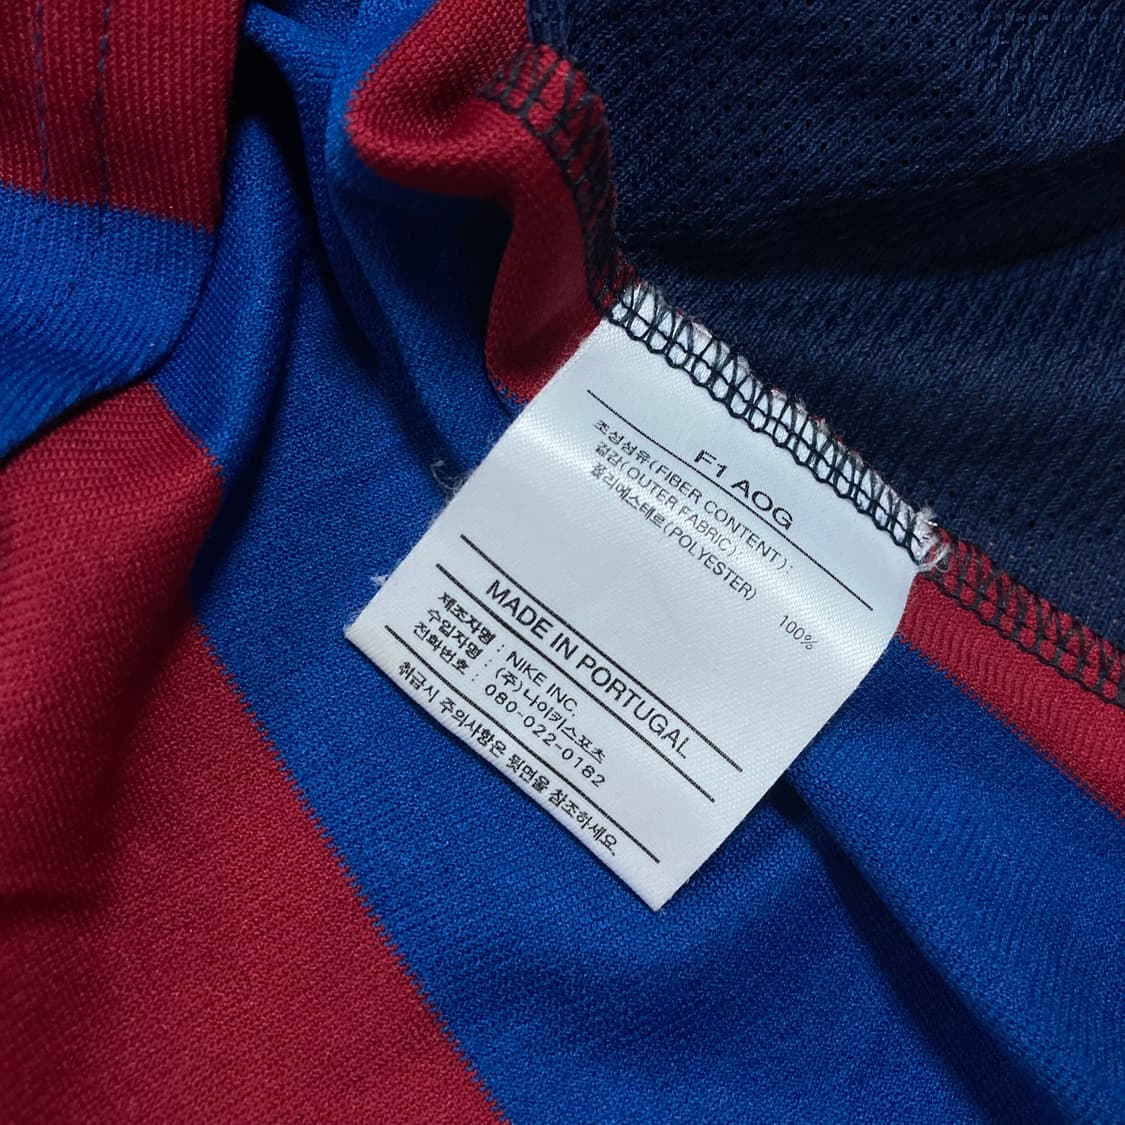 F1 AOG
조성섬유(FIBER CONTENT):
겉감(OUTER FABRIC):
폴리에스테르(POLYESTER) 100%
MADE IN PORTUGAL
제조자명 : NIKE INC.
수입자명 : (주)나이키스포츠
전화번호 : 080-022-0182
취급시 주의사항은 뒷면을 참조하세요.